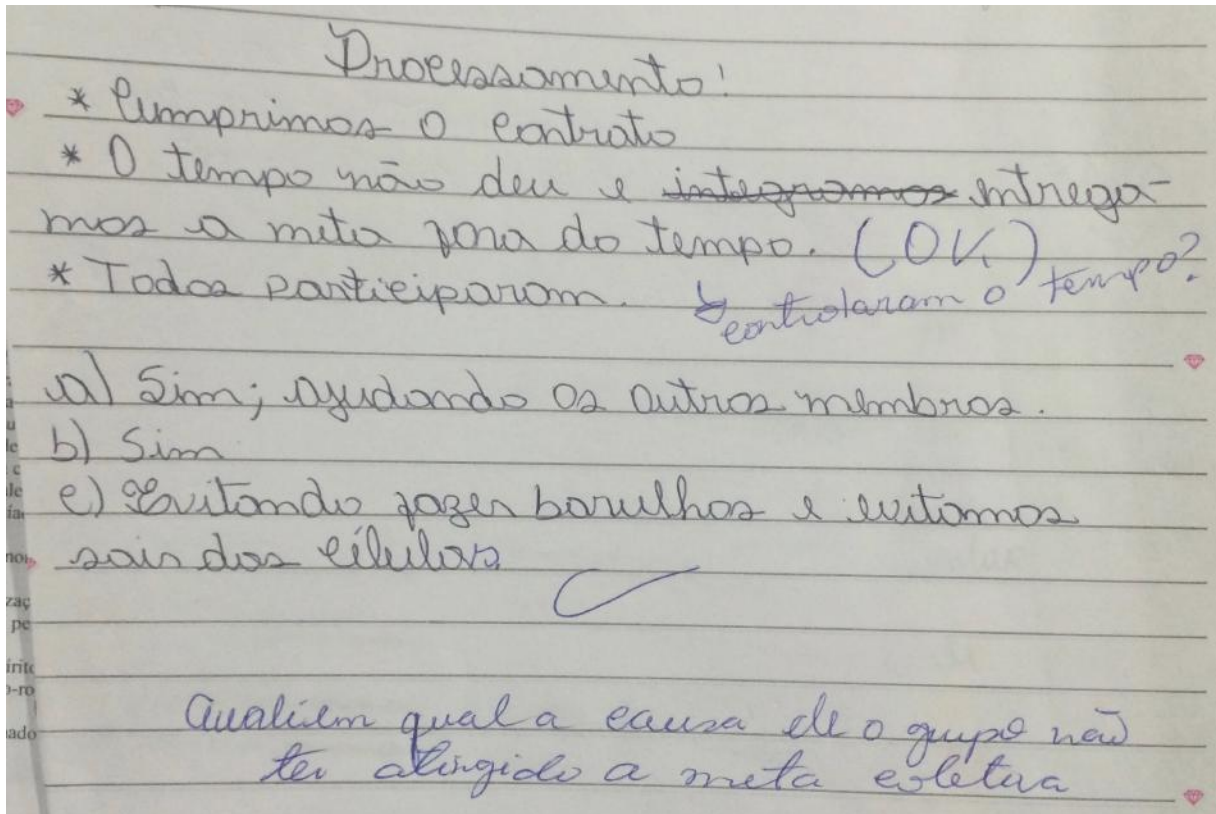 Processamento!
* Cumprimos o contrato
* O tempo não deu e integramos entrega-
mos a meta fora do tempo. (OK)
* Todos participaram. ↳ controlaram o tempo?
a) Sim; ajudando os outros membros.
b) Sim
c) Evitando fazer barulhos e evitamos
sair das células
Avaliem qual a causa de o grupo não
ter atingido a meta coletiva